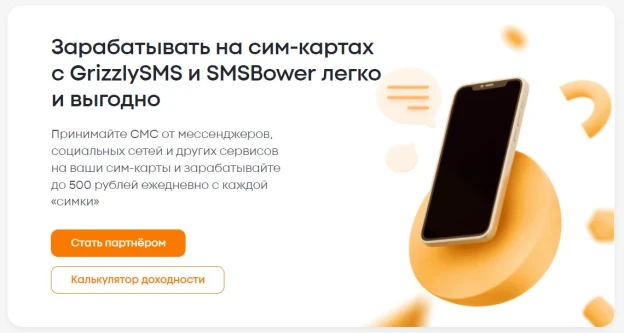 Зарабатывать на сим-картах
с GrizzlySMS и SMSBower легко
и выгодно
Принимайте СМС от мессенджеров,
социальных сетей и других сервисов
на ваши сим-карты и зарабатывайте
до 500 рублей ежедневно с каждой
«симки»
Стать партнёром
Калькулятор доходности